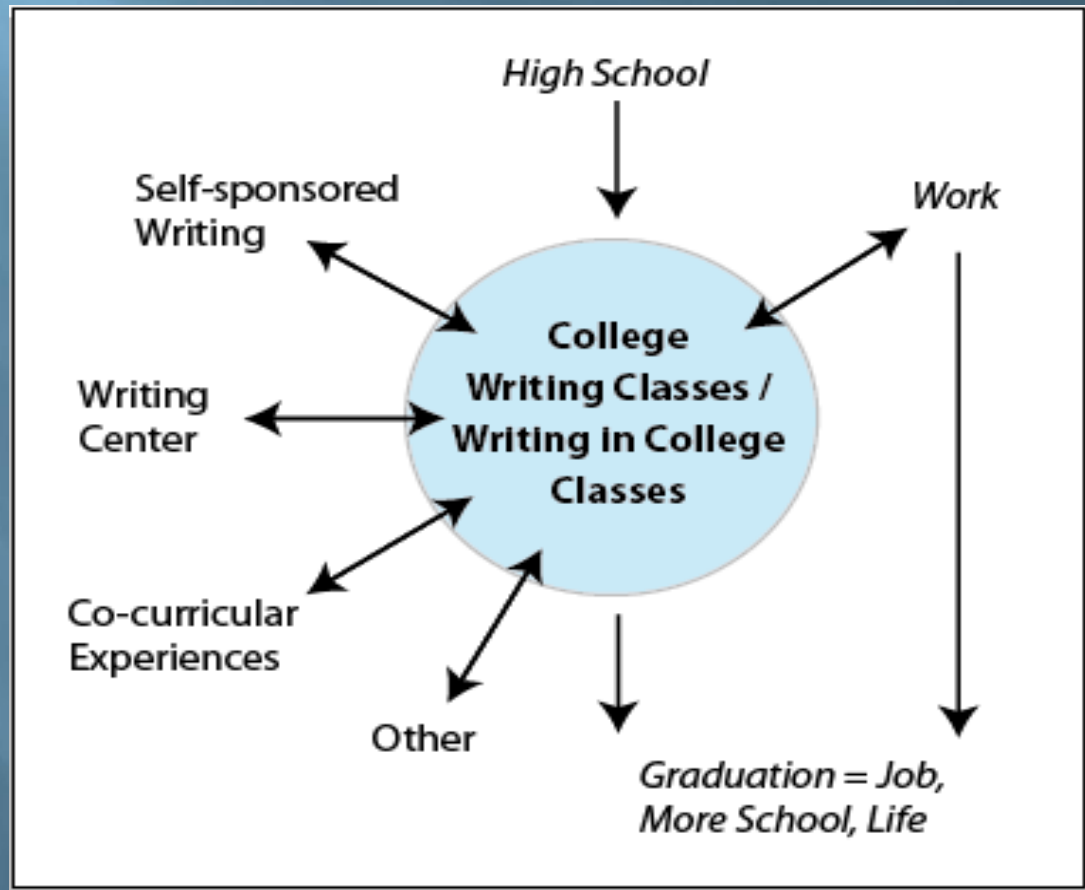 High School
Self-sponsored
Writing
Work
College
Writing Classes /
Writing in College
Classes
Writing
Center
Co-curricular
Experiences
Other
Graduation = Job,
More School, Life